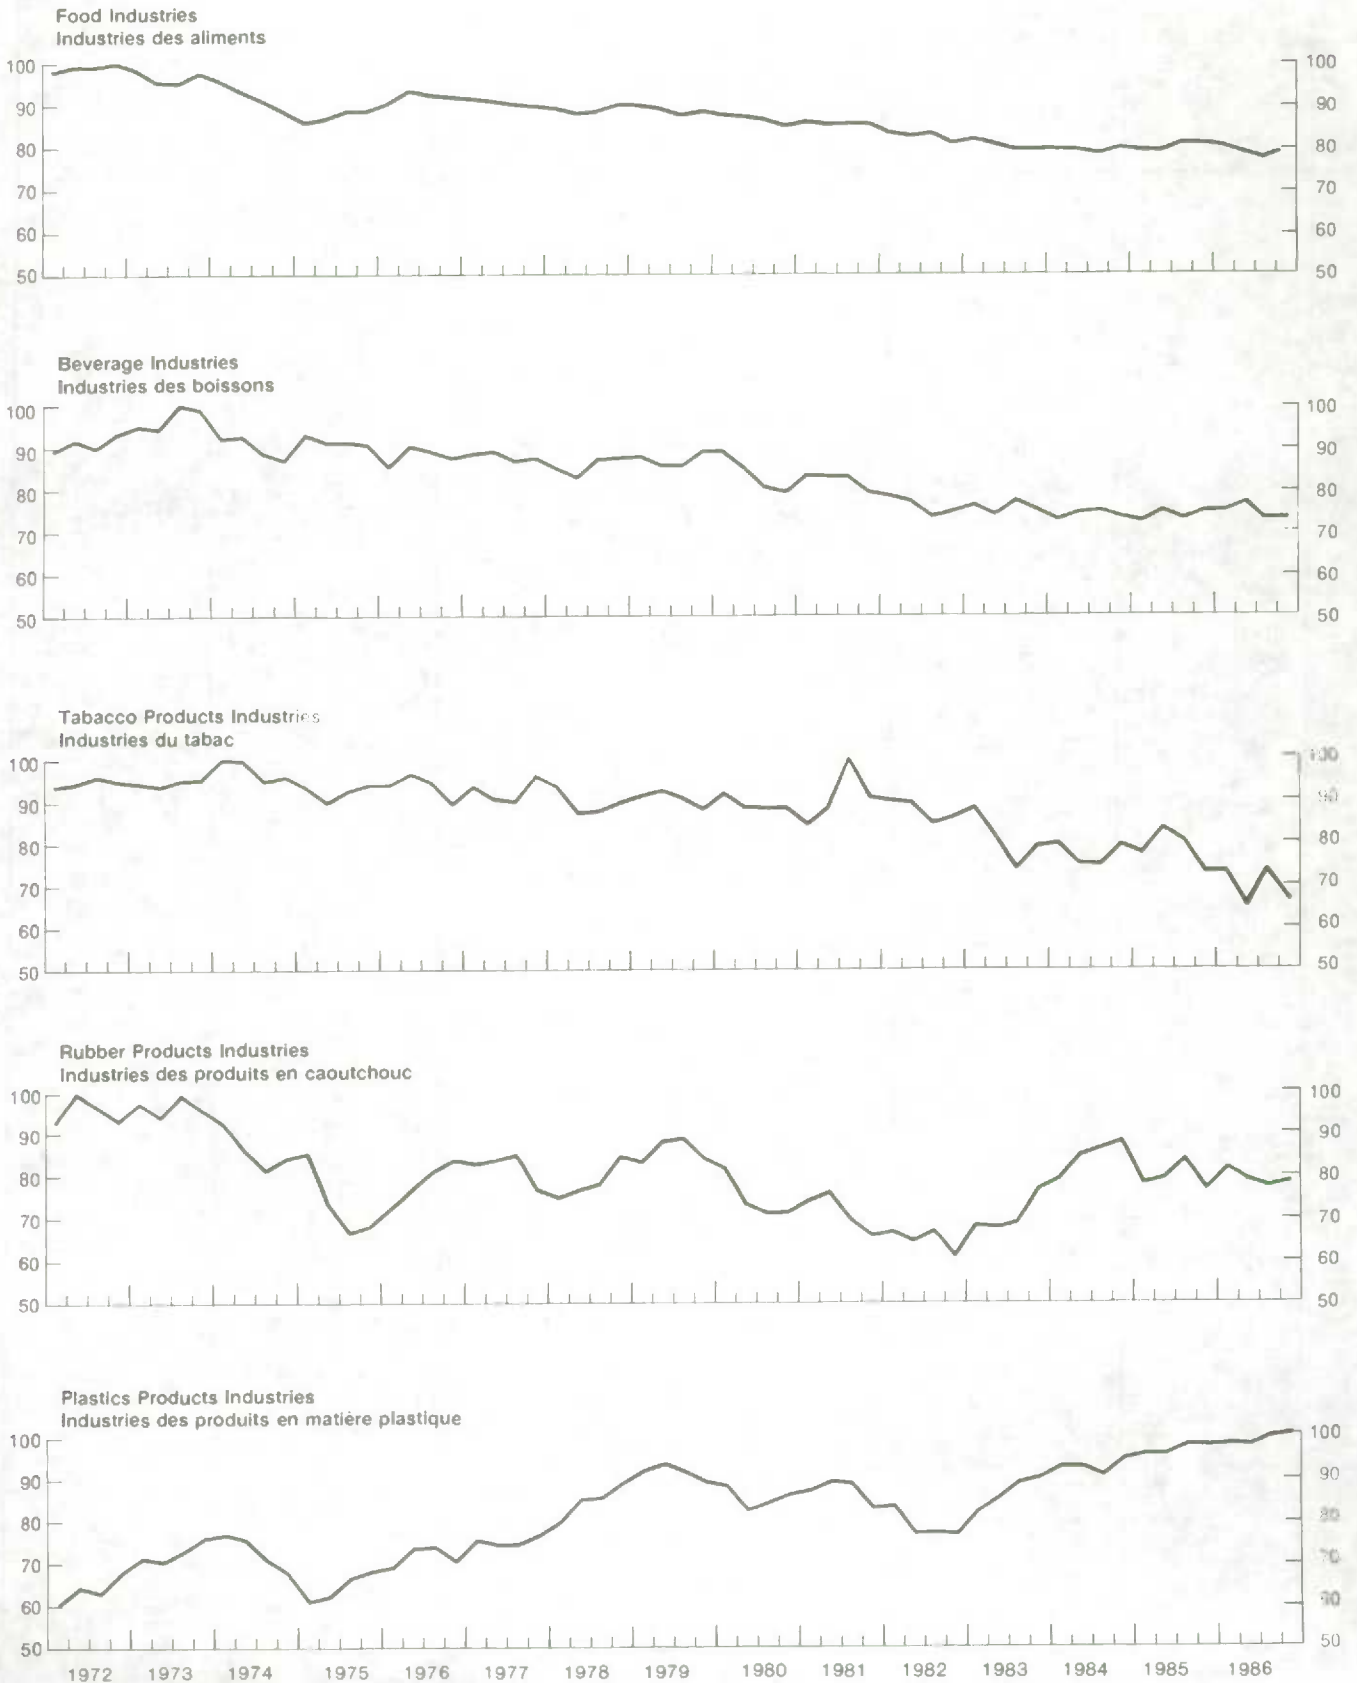 Food Industries
Industries des aliments
100 100
90 90
80 80
70 70
60 60
50 50
Beverage Industries
Industries des boissons
100 100
90 90
80 80
70 70
60 60
50 50
Tabacco Products Industries
Industries du tabac
100 100
90 90
80 80
70 70
60 60
50 50
Rubber Products Industries
Industries des produits en caoutchouc
100 100
90 90
80 80
70 70
60 60
50 50
Plastics Products Industries
Industries des produits en matière plastique
100 100
90 90
80 80
70 70
60 60
50 50
1972 1973 1974 1975 1976 1977 1978 1979 1980 1981 1982 1983 1984 1985 1986